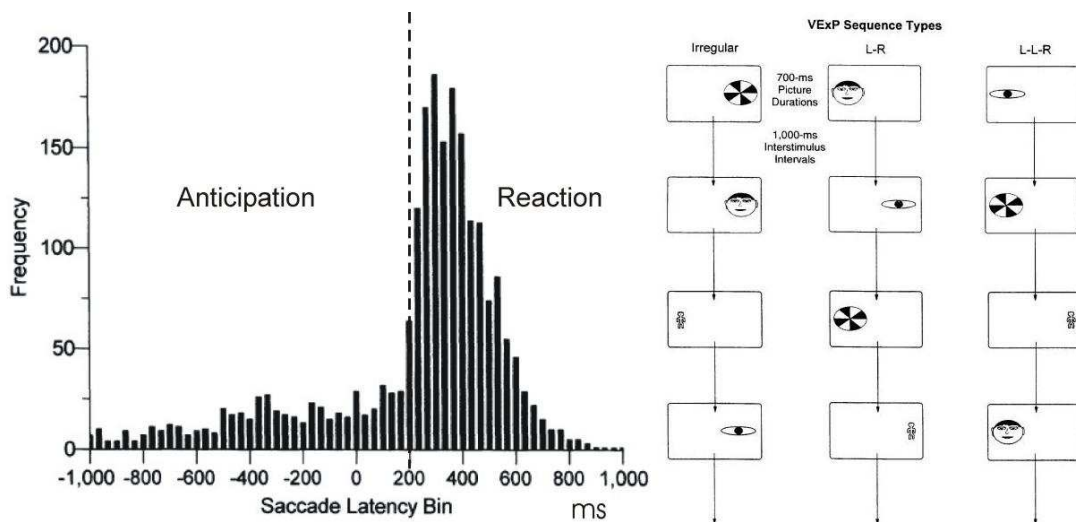 200
150
100
50
0
Frequency
Anticipation
Reaction
-1,000 -800 -600 -400 -200 0 200 400 600 800 1,000
Saccade Latency Bin
ms
VExP Sequence Types
Irregular
L-R
L-L-R
700-ms
Picture
Durations
1,000-ms
Interstimulus
Intervals